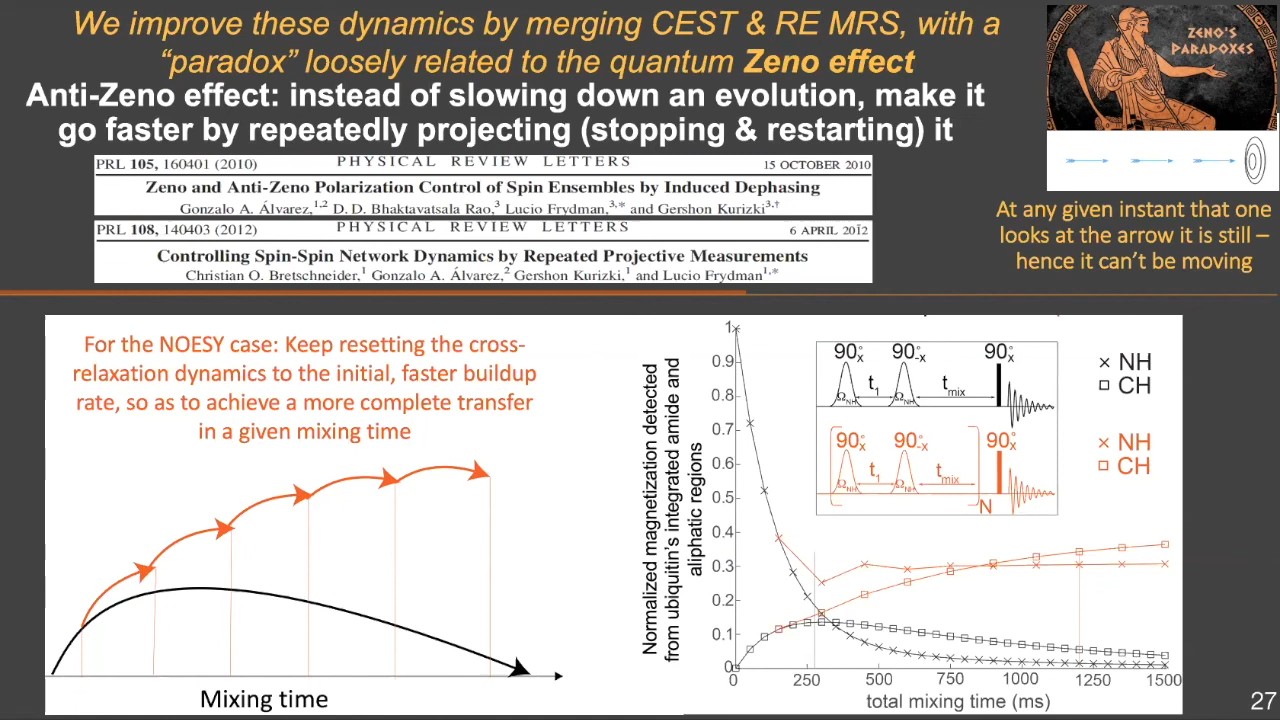 We improve these dynamics by merging CEST & RE MRS, with a
“paradox” loosely related to the quantum Zeno effect
Anti-Zeno effect: instead of slowing down an evolution, make it
go faster by repeatedly projecting (stopping & restarting) it
ZENO'S
PARADOXES
PRL 105, 160401 (2010) PHYSICAL REVIEW LETTERS 15 OCTOBER 2010
Zeno and Anti-Zeno Polarization Control of Spin Ensembles by Induced Dephasing
Gonzalo A. Álvarez,1,2 D. D. Bhaktavatsala Rao,3 Lucio Frydman,3,* and Gershon Kurizki3,†
PRL 108, 140403 (2012) PHYSICAL REVIEW LETTERS 6 APRIL 2012
Controlling Spin-Spin Network Dynamics by Repeated Projective Measurements
Christian O. Bretschneider,1 Gonzalo A. Álvarez,2 Gershon Kurizki,1 and Lucio Frydman1,*
At any given instant that one
looks at the arrow it is still –
hence it can’t be moving
For the NOESY case: Keep resetting the cross-
relaxation dynamics to the initial, faster buildup
rate, so as to achieve a more complete transfer
in a given mixing time
Mixing time
Normalized magnetization detected
from ubiquitin's integrated amide and
aliphatic regions
1
0.9
0.8
0.7
0.6
0.5
0.4
0.3
0.2
0.1
0
0 250 500 750 1000 1250 1500
total mixing time (ms)
90°x 90°-x 90°x
t1 tmix
ΩNH ΩNH
90°x 90°-x 90°x
t1 tmix
ΩNH ΩNH
N
× NH
□ CH
× NH
□ CH
27